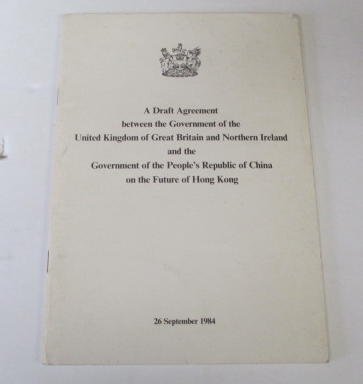 A Draft Agreement
between the Government of the
United Kingdom of Great Britain and Northern Ireland
and the
Government of the People's Republic of China
on the Future of Hong Kong
26 September 1984